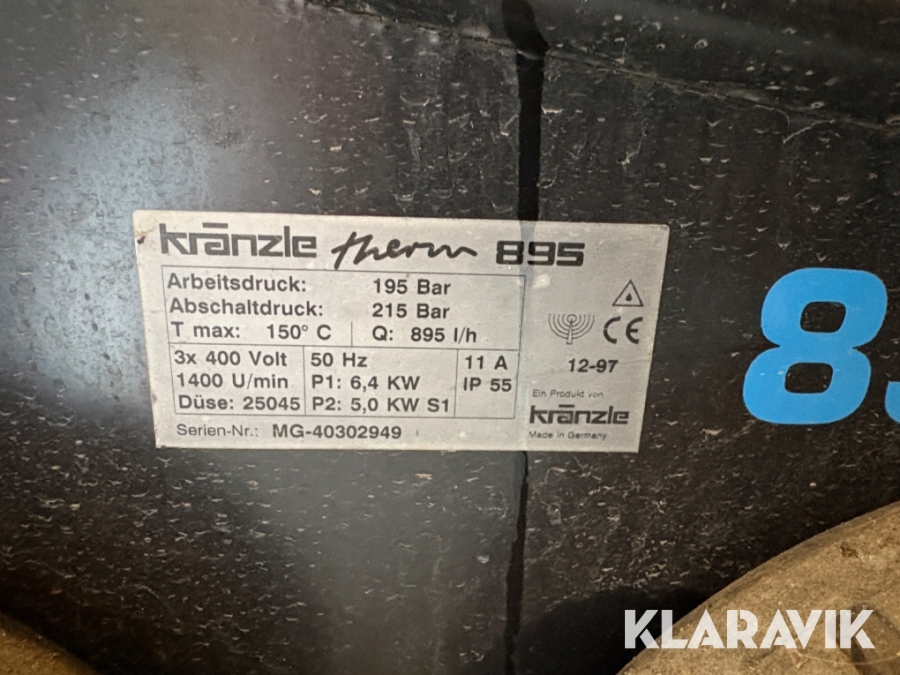 kränzle therm 895
Arbeitsdruck: 195 Bar
Abschaltdruck: 215 Bar
T max: 150° C Q: 895 l/h
3x 400 Volt 50 Hz 11 A
1400 U/min P1: 6,4 KW IP 55
Düse: 25045 P2: 5,0 KW S1
Serien-Nr.: MG-40302949
CE
12-97
Ein Produkt von
kränzle
Made in Germany
8
KLARAVIK